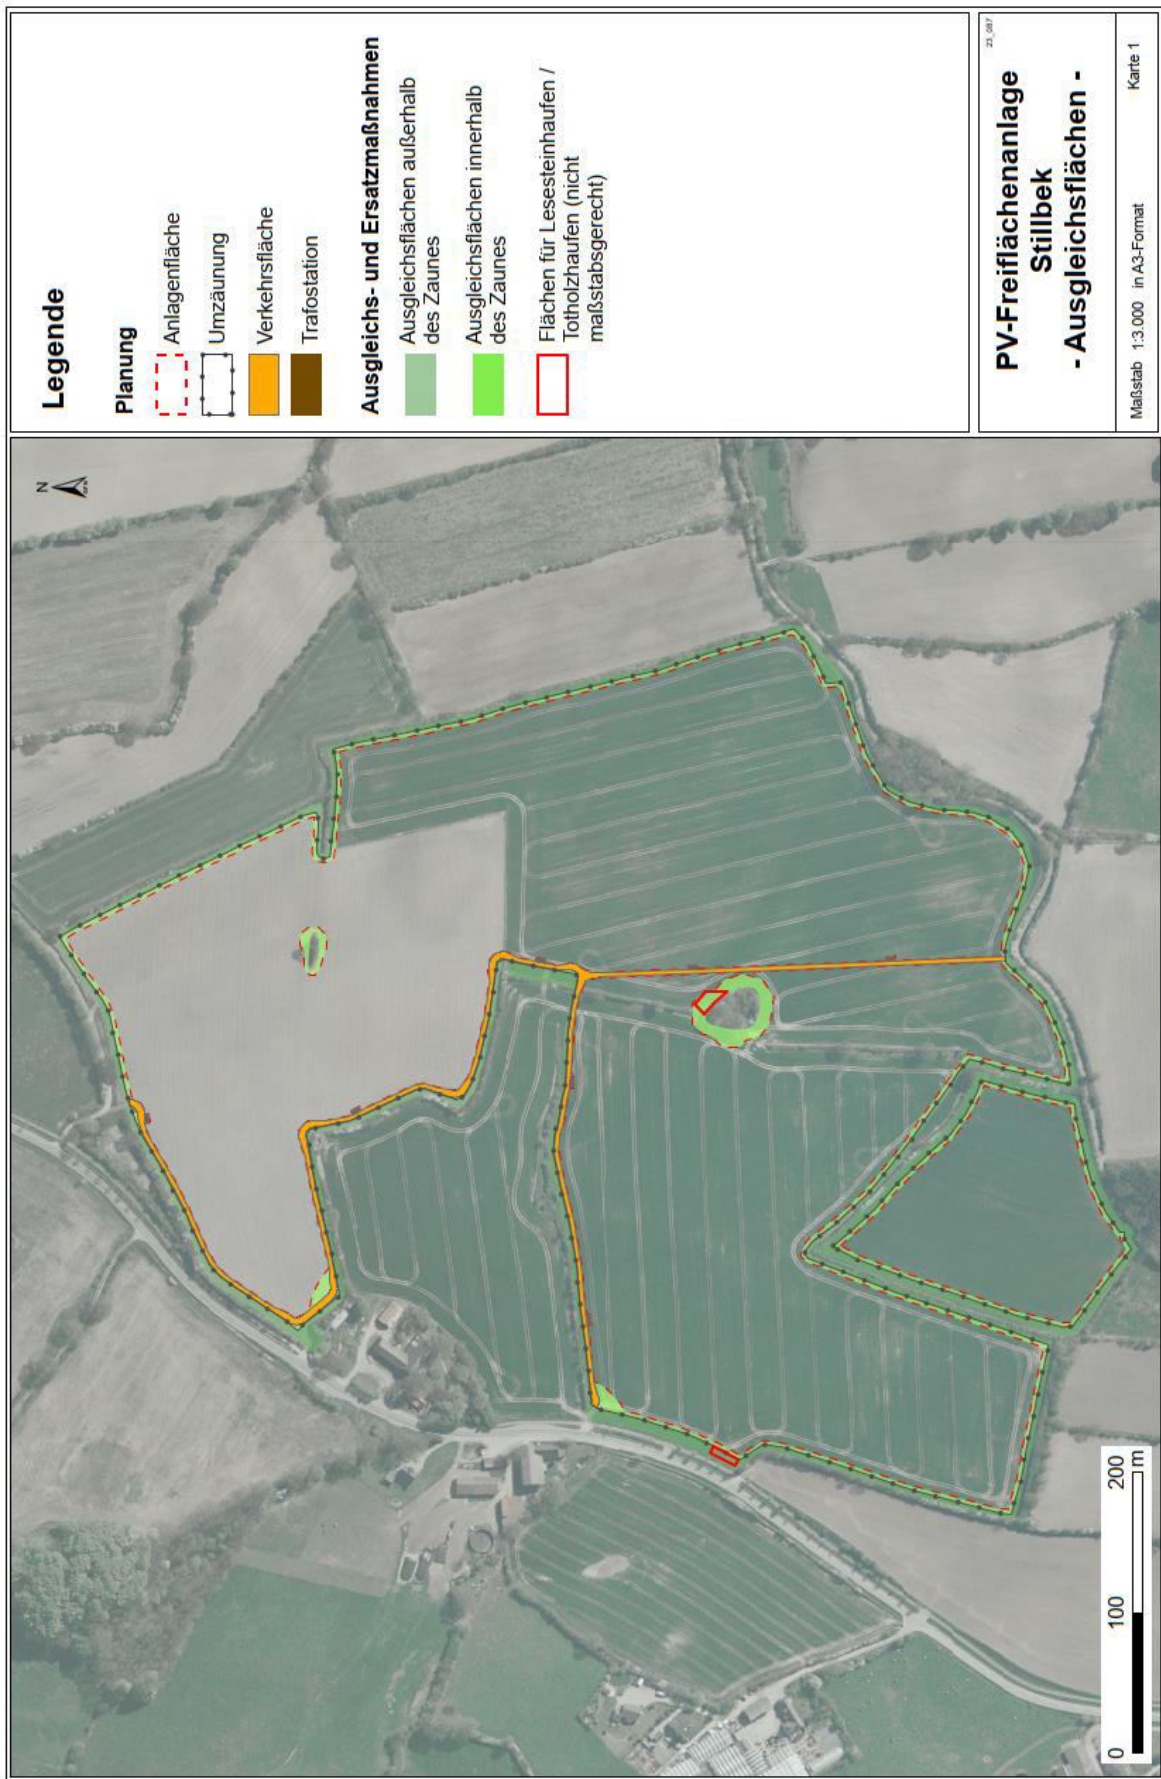 Legende
Planung
Anlagenfläche
Umzäunung
Verkehrsfläche
Trafostation
Ausgleichs- und Ersatzmaßnahmen
Ausgleichsflächen außerhalb
des Zaunes
Ausgleichsflächen innerhalb
des Zaunes
Flächen für Lesesteinhaufen /
Totholzhaufen (nicht
maßstabsgerecht)
23_087
PV-Freiflächenanlage
Stillbek
- Ausgleichsflächen -
Maßstab 1:3.000 in A3-Format Karte 1
N
0 100 200
m